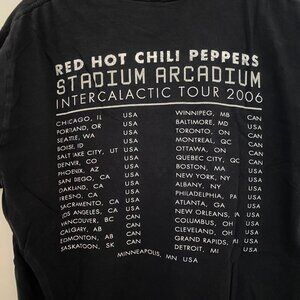 RED HOT CHILI PEPPERS
STADIUM ARCADIUM
INTERCALACTIC TOUR 2006
CHICAGO, IL USA
PORTLAND, OR USA
SEATTLE, WA USA
BOISE, ID USA
SALT LAKE CITY, UT USA
DENVER, CO USA
PHOENIX, AZ USA
SAN DIEGO, CA USA
OAKLAND, CA USA
FRESNO, CA USA
SACRAMENTO, CA USA
LOS ANGELES, CA USA
VANCOUVER, BC CAN
CALGARY, AB CAN
EDMONTON, AB CAN
SASKATOON, SK CAN
WINNIPEG, MB CAN
BALTIMORE, MD USA
TORONTO, ON CAN
MONTREAL, QC CAN
OTTAWA, ON CAN
QUEBEC CITY, QC CAN
BOSTON, MA USA
NEW YORK, NY USA
ALBANY, NY USA
PHILADELPHIA, PA USA
ATLANTA, GA USA
NEW ORLEANS, LA USA
COLUMBUS, OH USA
CLEVELAND, OH USA
GRAND RAPIDS, MI USA
DETROIT, MI USA
MINNEAPOLIS, MN USA